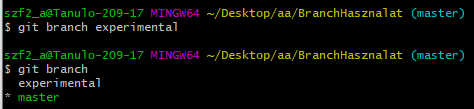 szf2_a@Tanulo-209-17 MINGW64 ~/Desktop/aa/BranchHasznalat (master)
$ git branch experimental
szf2_a@Tanulo-209-17 MINGW64 ~/Desktop/aa/BranchHasznalat (master)
$ git branch
  experimental
* master